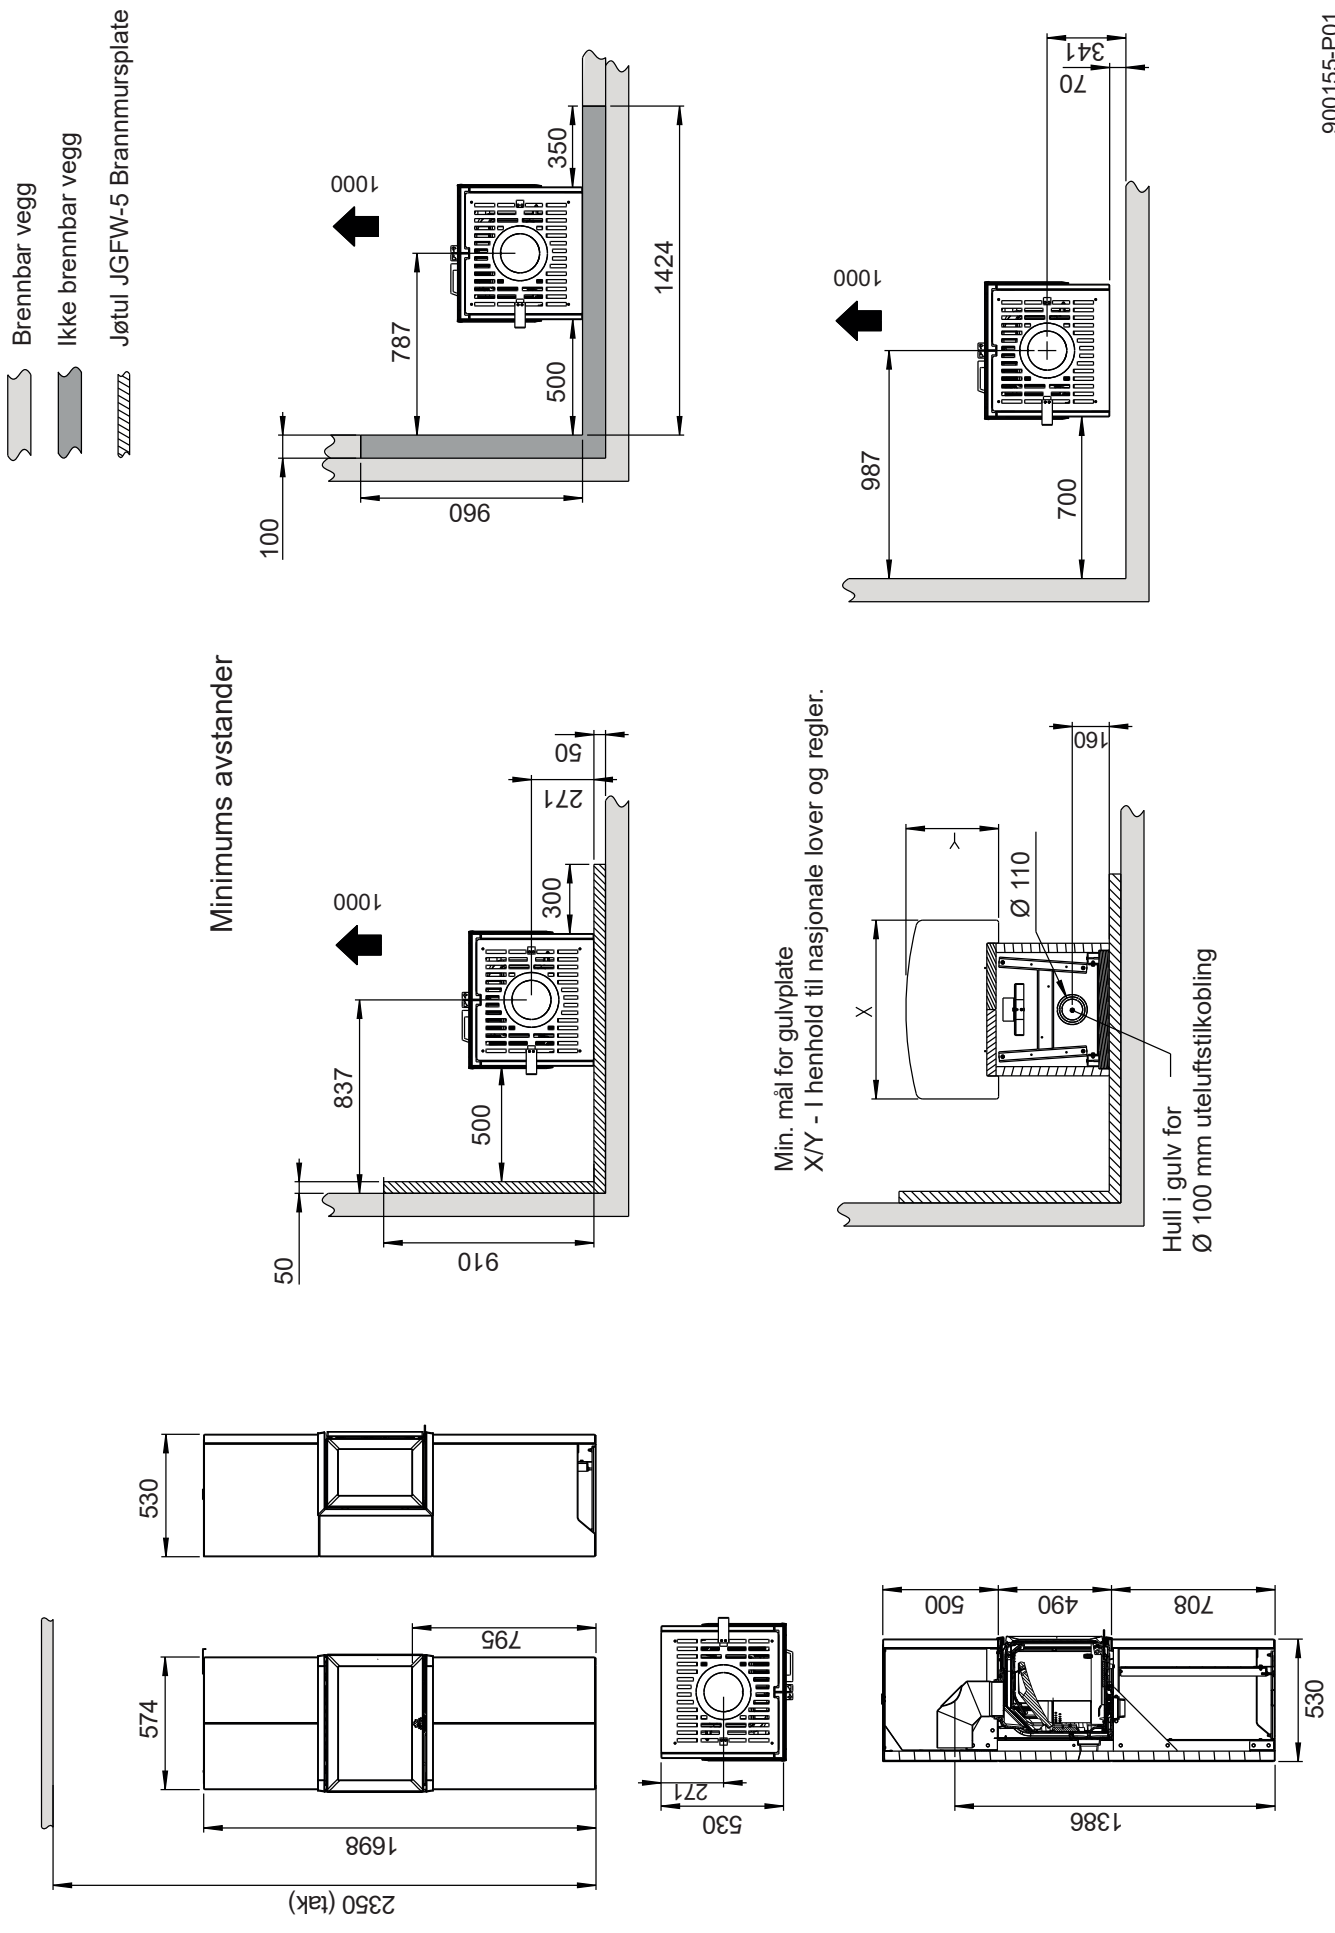 Brennbar vegg
Ikke brennbar vegg
Jøtul JGFW-5 Brannmursplate
Minimums avstander
2350 (tak)
1698
574
795
530
271
530
500
490
708
1386
530
50
837
1000
500
300
271
50
910
100
787
1000
500
350
960
1424
Min. mål for gulvplate
X/Y - I henhold til nasjonale lover og regler.
X
Y
Ø 110
160
Hull i gulv for
Ø 100 mm uteluftstilkobling
987
1000
700
341
70
900155-P01